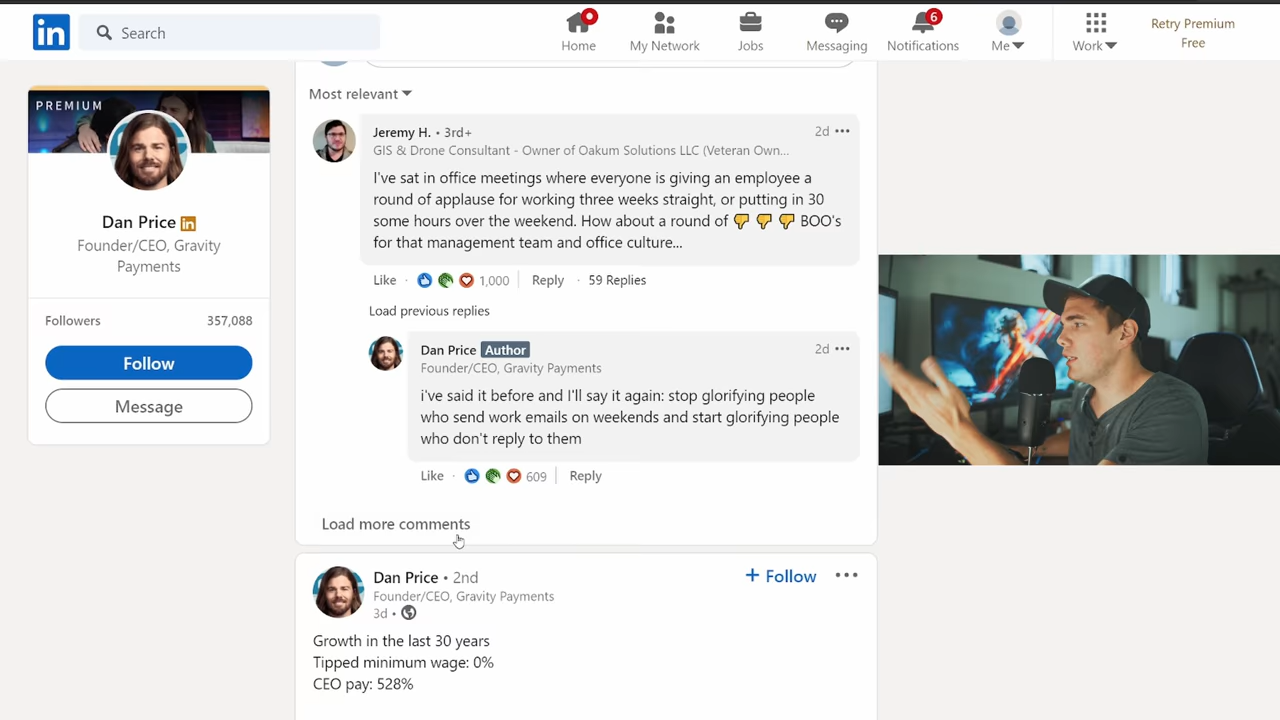 in
Search
Home
My Network
Jobs
Messaging
6
Notifications
Me
Work
Retry Premium
Free
PREMIUM
Dan Price in
Founder/CEO, Gravity
Payments
Followers 357,088
Follow
Message
Most relevant
Jeremy H. • 3rd+ 2d
GIS & Drone Consultant - Owner of Oakum Solutions LLC (Veteran Own...
I've sat in office meetings where everyone is giving an employee a
round of applause for working three weeks straight, or putting in 30
some hours over the weekend. How about a round of 👎 👎 👎 BOO's
for that management team and office culture...
Like · 1,000 Reply · 59 Replies
Load previous replies
Dan Price Author 2d
Founder/CEO, Gravity Payments
i've said it before and I'll say it again: stop glorifying people
who send work emails on weekends and start glorifying people
who don't reply to them
Like · 609 Reply
Load more comments
Dan Price • 2nd + Follow
Founder/CEO, Gravity Payments
3d •
Growth in the last 30 years
Tipped minimum wage: 0%
CEO pay: 528%